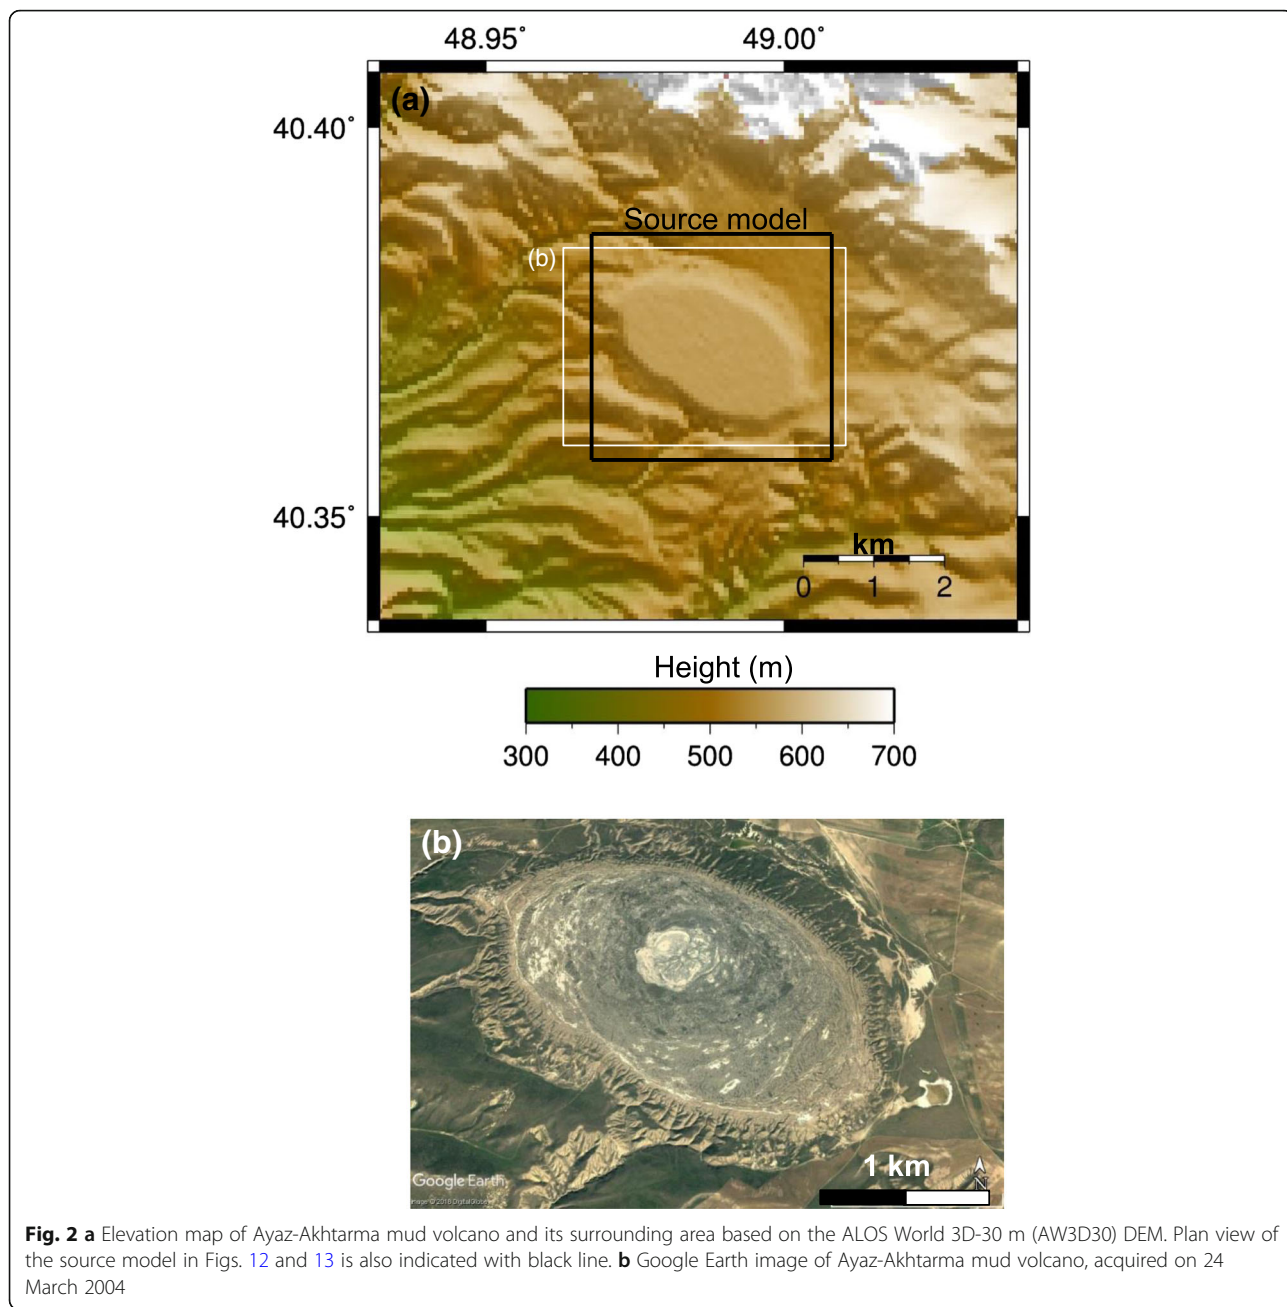 48.95° 49.00°
(a)
40.40°
Source model
(b)
40.35°
km
0 1 2
Height (m)
300 400 500 600 700
(b)
1 km
N
Google Earth
Image © 2018 DigitalGlobe
Fig. 2 a Elevation map of Ayaz-Akhtarma mud volcano and its surrounding area based on the ALOS World 3D-30 m (AW3D30) DEM. Plan view of
the source model in Figs. 12 and 13 is also indicated with black line. b Google Earth image of Ayaz-Akhtarma mud volcano, acquired on 24
March 2004